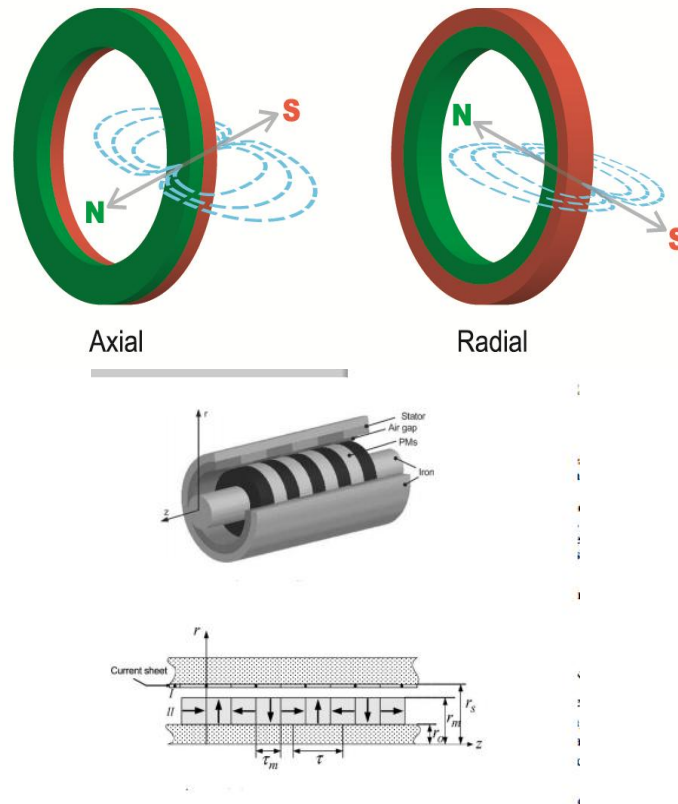 S
N
N
S
Axial
Radial
r
Stator
Air gap
PMs
Iron
z
r
Current sheet
I
II
r_s
r_m
r_o
z
τ_m
τ